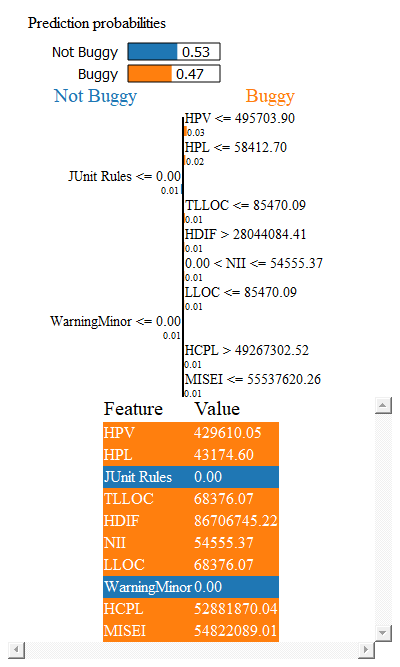 Prediction probabilities
Not Buggy 0.53
Buggy 0.47
Not Buggy Buggy
HPV <= 495703.90
0.03
HPL <= 58412.70
0.02
JUnit Rules <= 0.00
0.01
TLLOC <= 85470.09
0.01
HDIF > 28044084.41
0.01
0.00 < NII <= 54555.37
0.01
LLOC <= 85470.09
0.01
WarningMinor <= 0.00
0.01
HCPL > 49267302.52
0.01
MISEI <= 55537620.26
0.01
Feature Value
HPV 429610.05
HPL 43174.60
JUnit Rules 0.00
TLLOC 68376.07
HDIF 86706745.22
NII 54555.37
LLOC 68376.07
WarningMinor 0.00
HCPL 52881870.04
MISEI 54822089.01